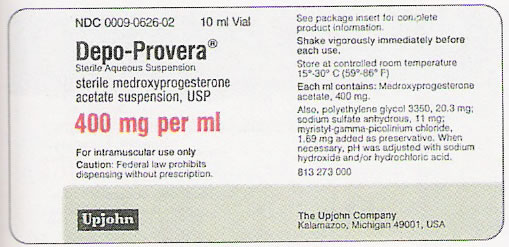 NDC 0009-0626-02 10 ml Vial
Depo-Provera®
Sterile Aqueous Suspension
sterile medroxyprogesterone
acetate suspension, USP
400 mg per ml
For intramuscular use only
Caution: Federal law prohibits
dispensing without prescription.
Upjohn
See package insert for complete
product information.
Shake vigorously immediately before
each use.
Store at controlled room temperature
15°-30° C (59°-86° F)
Each ml contains: Medroxyprogesterone
acetate, 400 mg.
Also, polyethylene glycol 3350, 20.3 mg;
sodium sulfate anhydrous, 11 mg;
myristyl-gamma-picolinium chloride,
1.69 mg added as preservative. When
necessary, pH was adjusted with sodium
hydroxide and/or hydrochloric acid.
813 273 000
The Upjohn Company
Kalamazoo, Michigan 49001, USA